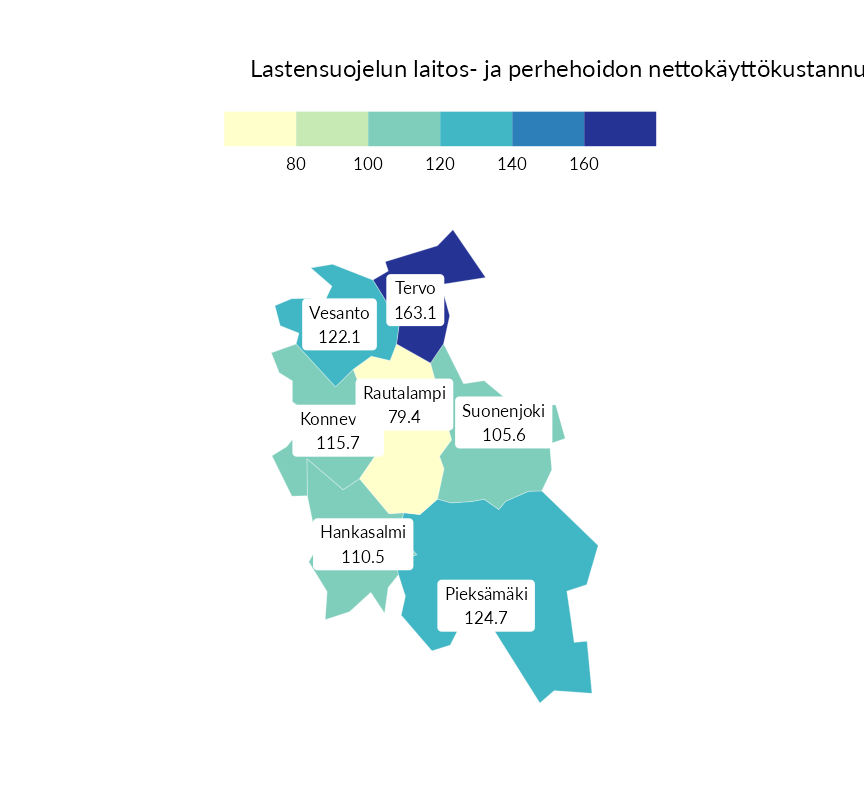 Lastensuojelun laitos- ja perhehoidon nettokäyttökustannu
80 100 120 140 160
Tervo
163.1
Vesanto
122.1
Rautalampi
79.4
Suonenjoki
105.6
Konnev
115.7
Hankasalmi
110.5
Pieksämäki
124.7